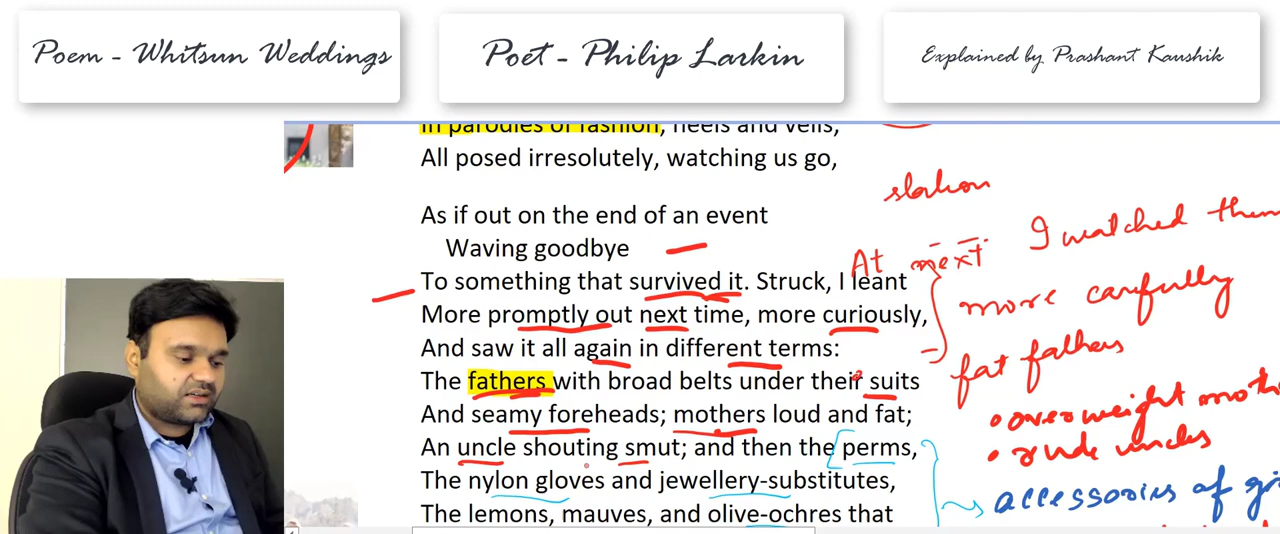 Poem - Whitsun Weddings
Poet - Philip Larkin
Explained by Prashant Kaushik
In parodies of fashion, heels and veils,
All posed irresolutely, watching us go,
As if out on the end of an event
Waving goodbye
To something that survived it. Struck, I leant
More promptly out next time, more curiously,
And saw it all again in different terms:
The fathers with broad belts under their suits
And seamy foreheads; mothers loud and fat;
An uncle shouting smut; and then the perms,
The nylon gloves and jewellery-substitutes,
The lemons, mauves, and olive-ochres that
station
At next I watched them
more carefully
fat fathers
• overweight moth
• rude uncles
accessories of gi